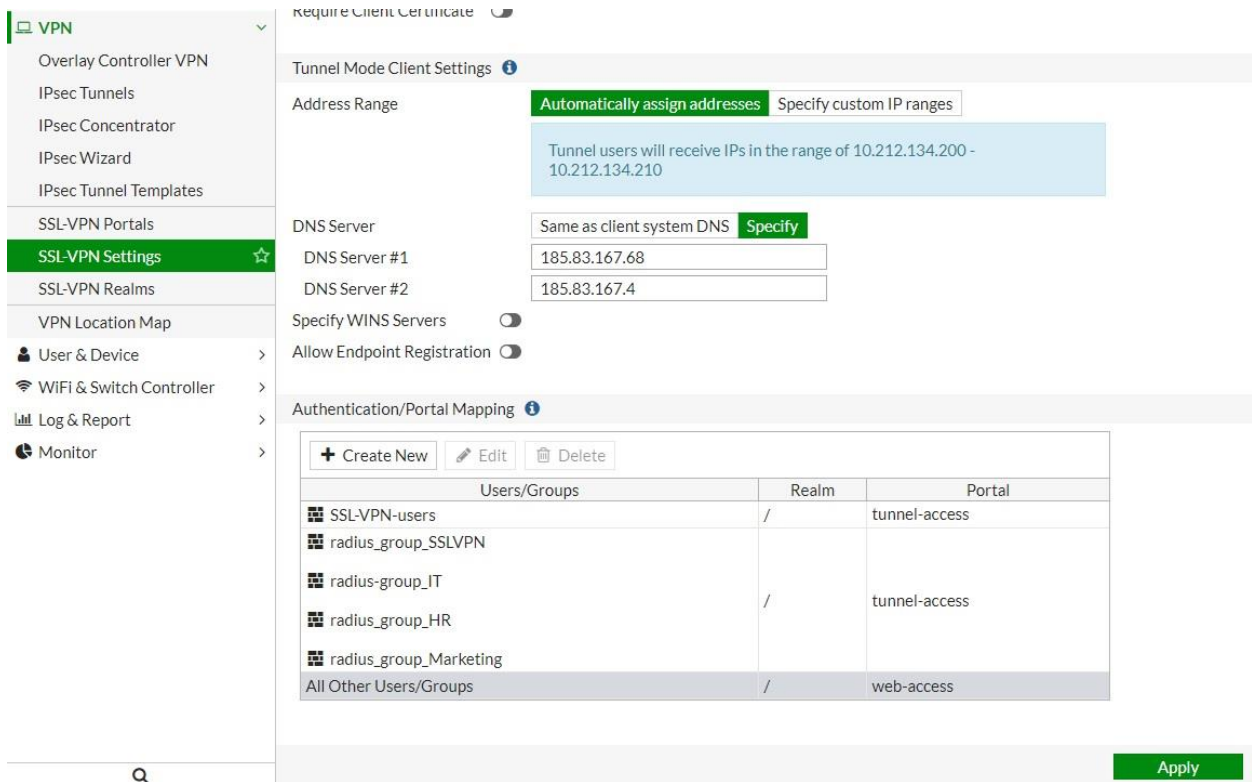 VPN
Overlay Controller VPN
IPsec Tunnels
IPsec Concentrator
IPsec Wizard
IPsec Tunnel Templates
SSL-VPN Portals
SSL-VPN Settings
SSL-VPN Realms
VPN Location Map
User & Device
WiFi & Switch Controller
Log & Report
Monitor
Require Client Certificate
Tunnel Mode Client Settings
Address Range Automatically assign addresses Specify custom IP ranges
Tunnel users will receive IPs in the range of 10.212.134.200 -
10.212.134.210
DNS Server Same as client system DNS Specify
DNS Server #1 185.83.167.68
DNS Server #2 185.83.167.4
Specify WINS Servers
Allow Endpoint Registration
Authentication/Portal Mapping
+ Create New Edit Delete
Users/Groups Realm Portal
SSL-VPN-users / tunnel-access
radius_group_SSLVPN
radius-group_IT
/ tunnel-access
radius_group_HR
radius_group_Marketing
All Other Users/Groups / web-access
Apply